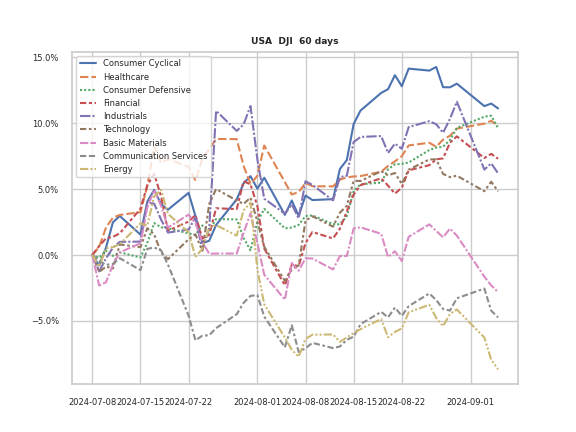 USA DJI 60 days
15.0%
10.0%
5.0%
0.0%
−5.0%
Consumer Cyclical
Healthcare
Consumer Defensive
Financial
Industrials
Technology
Basic Materials
Communication Services
Energy
2024-07-08 2024-07-15 2024-07-22 2024-08-01 2024-08-08 2024-08-15 2024-08-22 2024-09-01